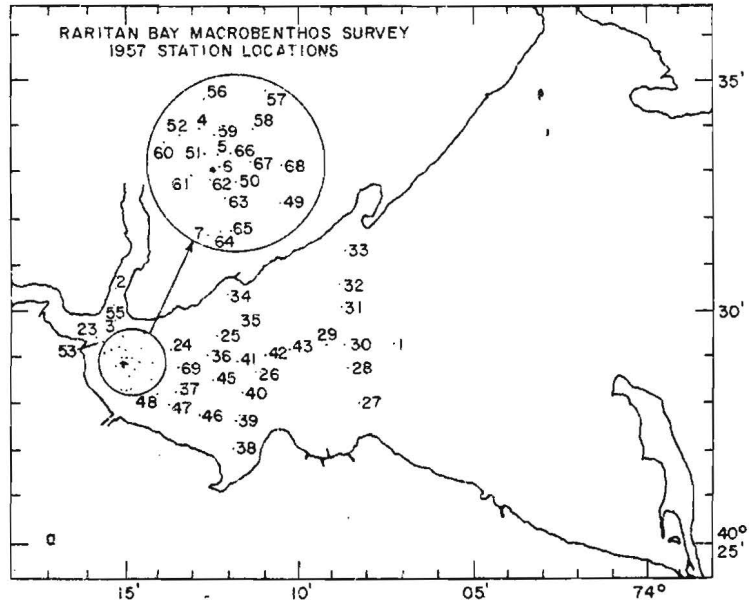 RARITAN BAY MACROBENTHOS SURVEY
1957 STATION LOCATIONS
56 57
52 4 59 58
60 51 5 66
6 67 68
61 62 50
63 49
7 65
64
35'
33
2 32
34 31
55 35 30'
23 3 25 29
53 24 36 41 42 43 30 1
69 28
45 26
37 40
48 47 46 39 27
38
a
40°
25'
15' 10' 05' 74°